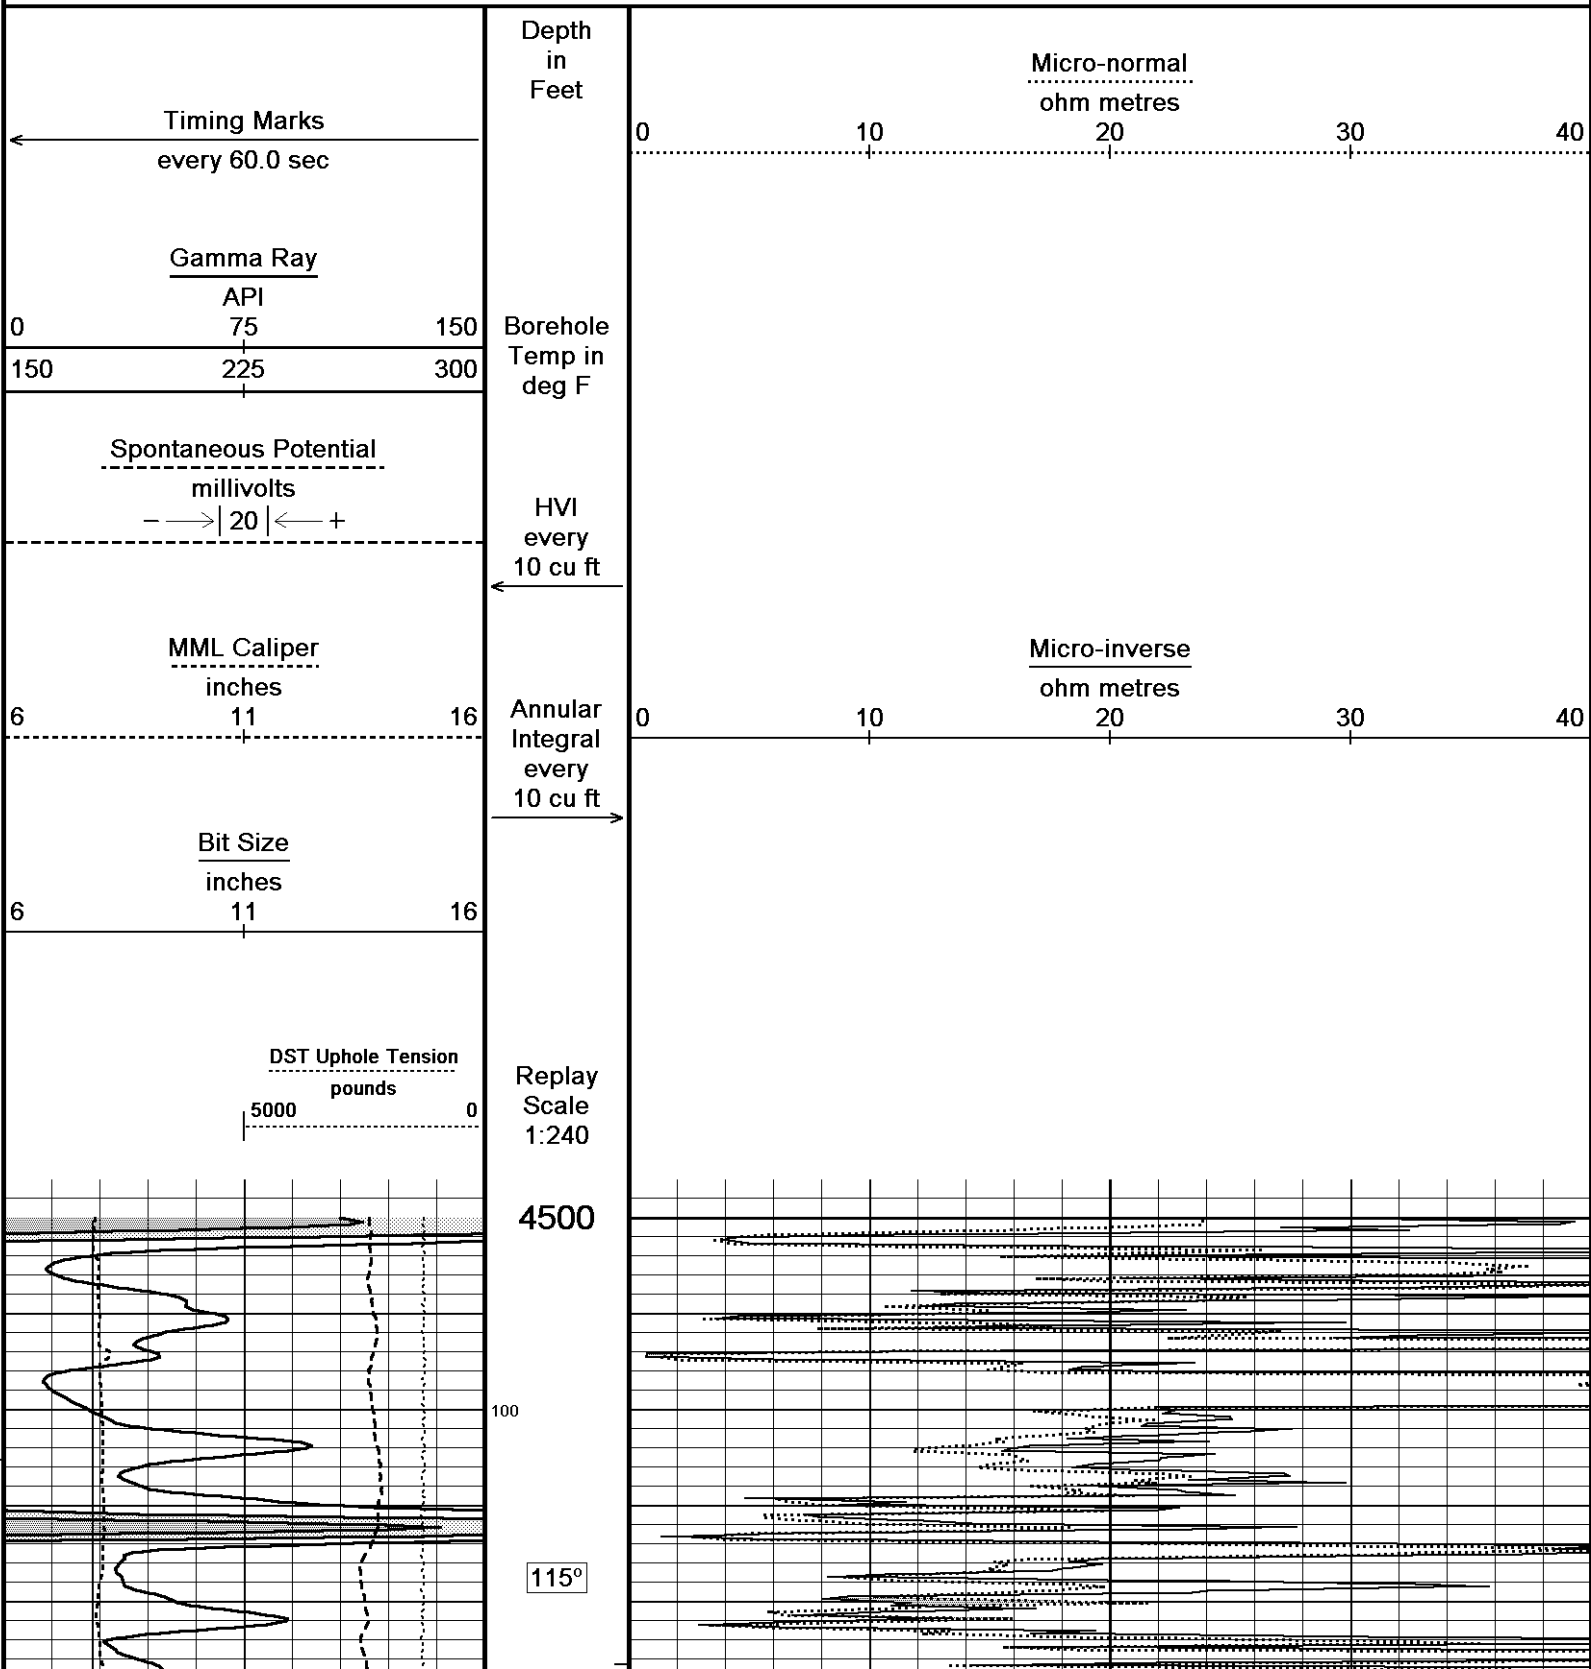 Timing Marks
every 60.0 sec
Gamma Ray
API
0 75 150
150 225 300
Spontaneous Potential
millivolts
− 20 +
MML Caliper
inches
6 11 16
Bit Size
inches
6 11 16
DST Uphole Tension
pounds
5000 0
Depth
in
Feet
Borehole
Temp in
deg F
HVI
every
10 cu ft
Annular
Integral
every
10 cu ft
Replay
Scale
1:240
4500
100
115°
Micro-normal
ohm metres
0 10 20 30 40
Micro-inverse
ohm metres
0 10 20 30 40